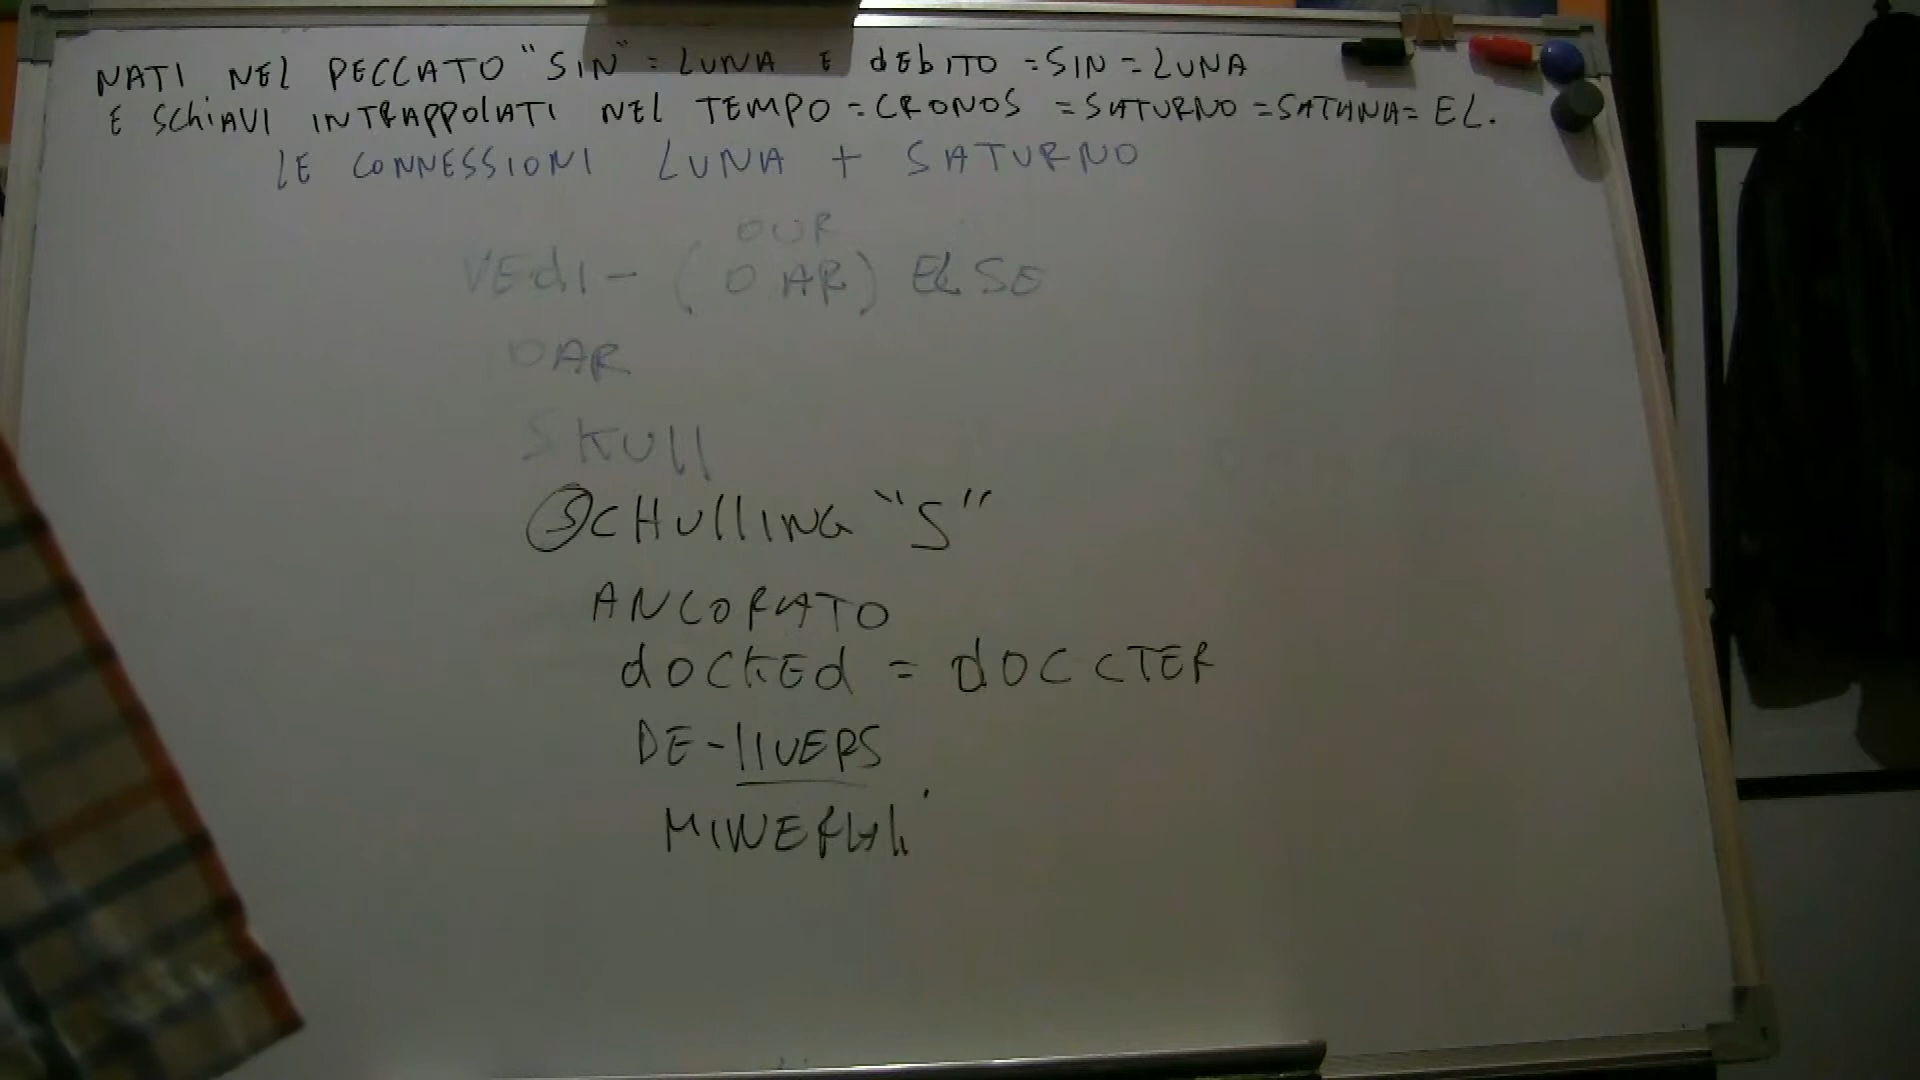 NATI NEL PECCATO "SIN" = LUNA E dEbITO = SIN = LUNA
E SCHIAVI INTRAPPOLATI NEL TEMPO = CRONOS = SATURNO = SATANA = EL.
LE CONNESSIONI LUNA + SATURNO
OUR
VEdI - (OAR) ELSE
OAR
SKUll
SCHUllING "S"
ANCORATO
dOCKEd = dOCCTER
DE-lIVERS
MINERAlI